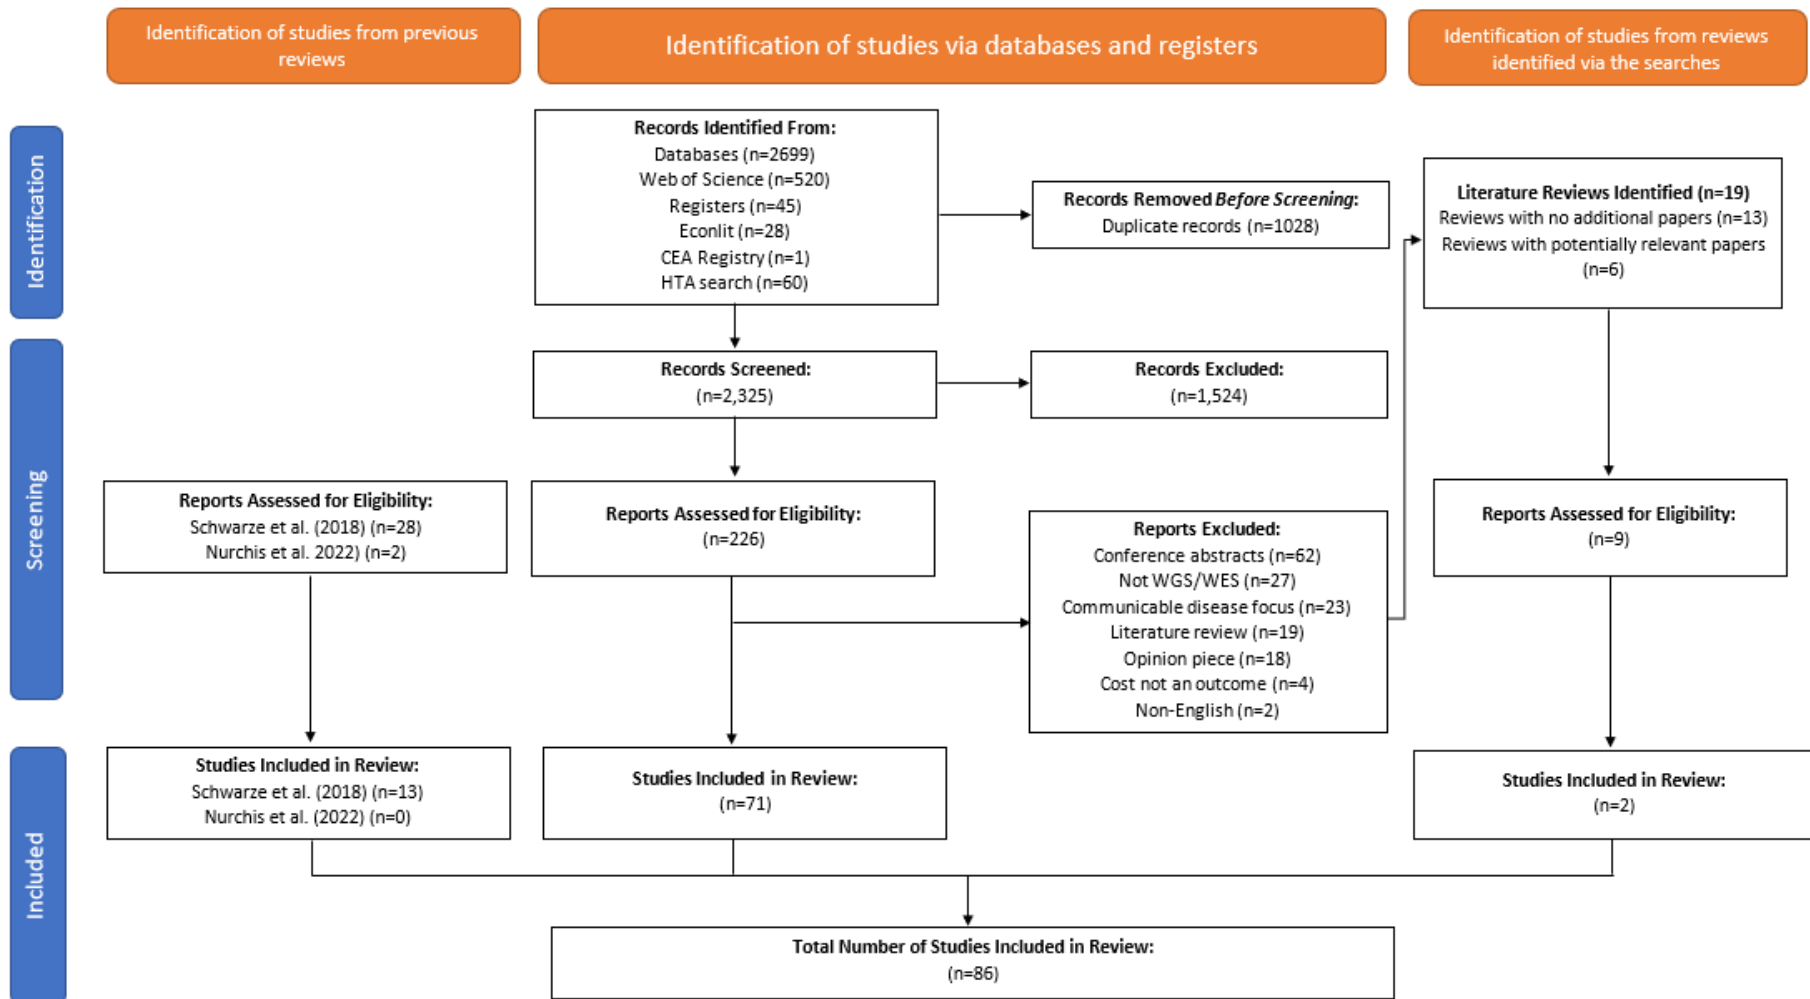 Identification of studies from previous
reviews
Identification of studies via databases and registers
Identification of studies from reviews
identified via the searches
Identification
Records Identified From:
Databases (n=2699)
Web of Science (n=520)
Registers (n=45)
Econlit (n=28)
CEA Registry (n=1)
HTA search (n=60)
Records Removed Before Screening:
Duplicate records (n=1028)
Literature Reviews Identified (n=19)
Reviews with no additional papers (n=13)
Reviews with potentially relevant papers
(n=6)
Screening
Records Screened:
(n=2,325)
Records Excluded:
(n=1,524)
Reports Assessed for Eligibility:
Schwarze et al. (2018) (n=28)
Nurchis et al. 2022) (n=2)
Reports Assessed for Eligibility:
(n=226)
Reports Excluded:
Conference abstracts (n=62)
Not WGS/WES (n=27)
Communicable disease focus (n=23)
Literature review (n=19)
Opinion piece (n=18)
Cost not an outcome (n=4)
Non-English (n=2)
Reports Assessed for Eligibility:
(n=9)
Included
Studies Included in Review:
Schwarze et al. (2018) (n=13)
Nurchis et al. (2022) (n=0)
Studies Included in Review:
(n=71)
Studies Included in Review:
(n=2)
Total Number of Studies Included in Review:
(n=86)